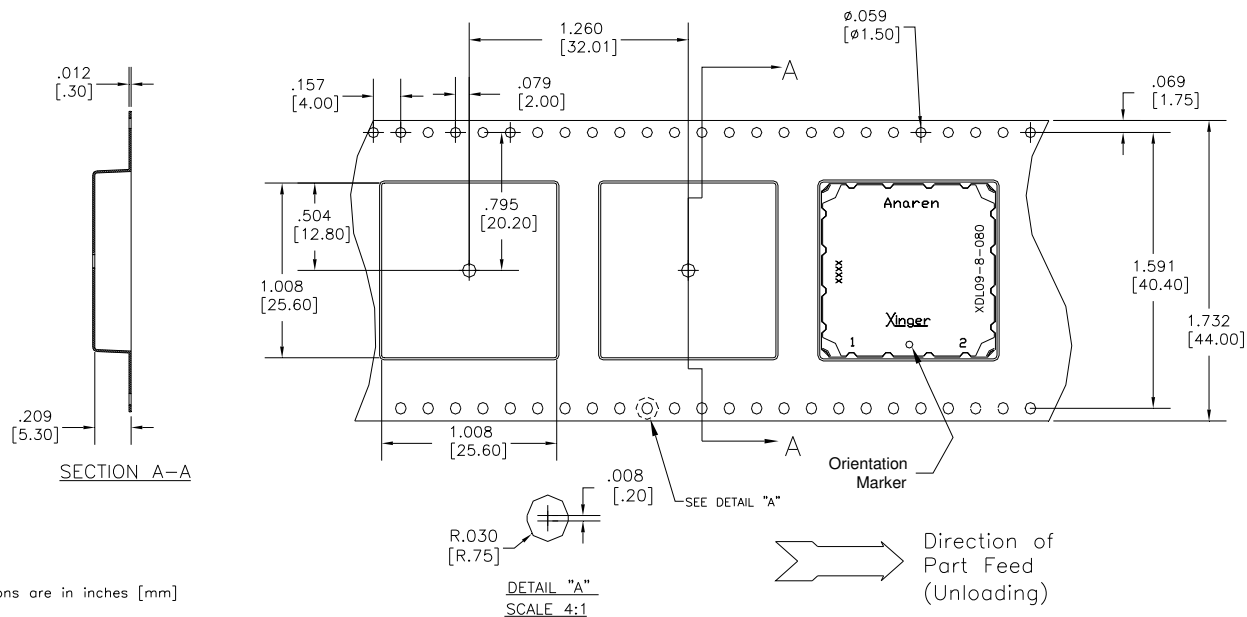 1.260
[32.01]
ø.059
[ø1.50]
.012
[.30]
.157
[4.00]
.079
[2.00]
A
.069
[1.75]
.504
[12.80]
.795
[20.20]
1.008
[25.60]
Anaren
XXXX
XDL09-8-080
Xinger
1 2
1.591
[40.40]
1.732
[44.00]
.209
[5.30]
SECTION A-A
1.008
[25.60]
A
Orientation
Marker
.008
[.20]
SEE DETAIL "A"
R.030
[R.75]
DETAIL "A"
SCALE 4:1
Direction of
Part Feed
(Unloading)
ons are in inches [mm]